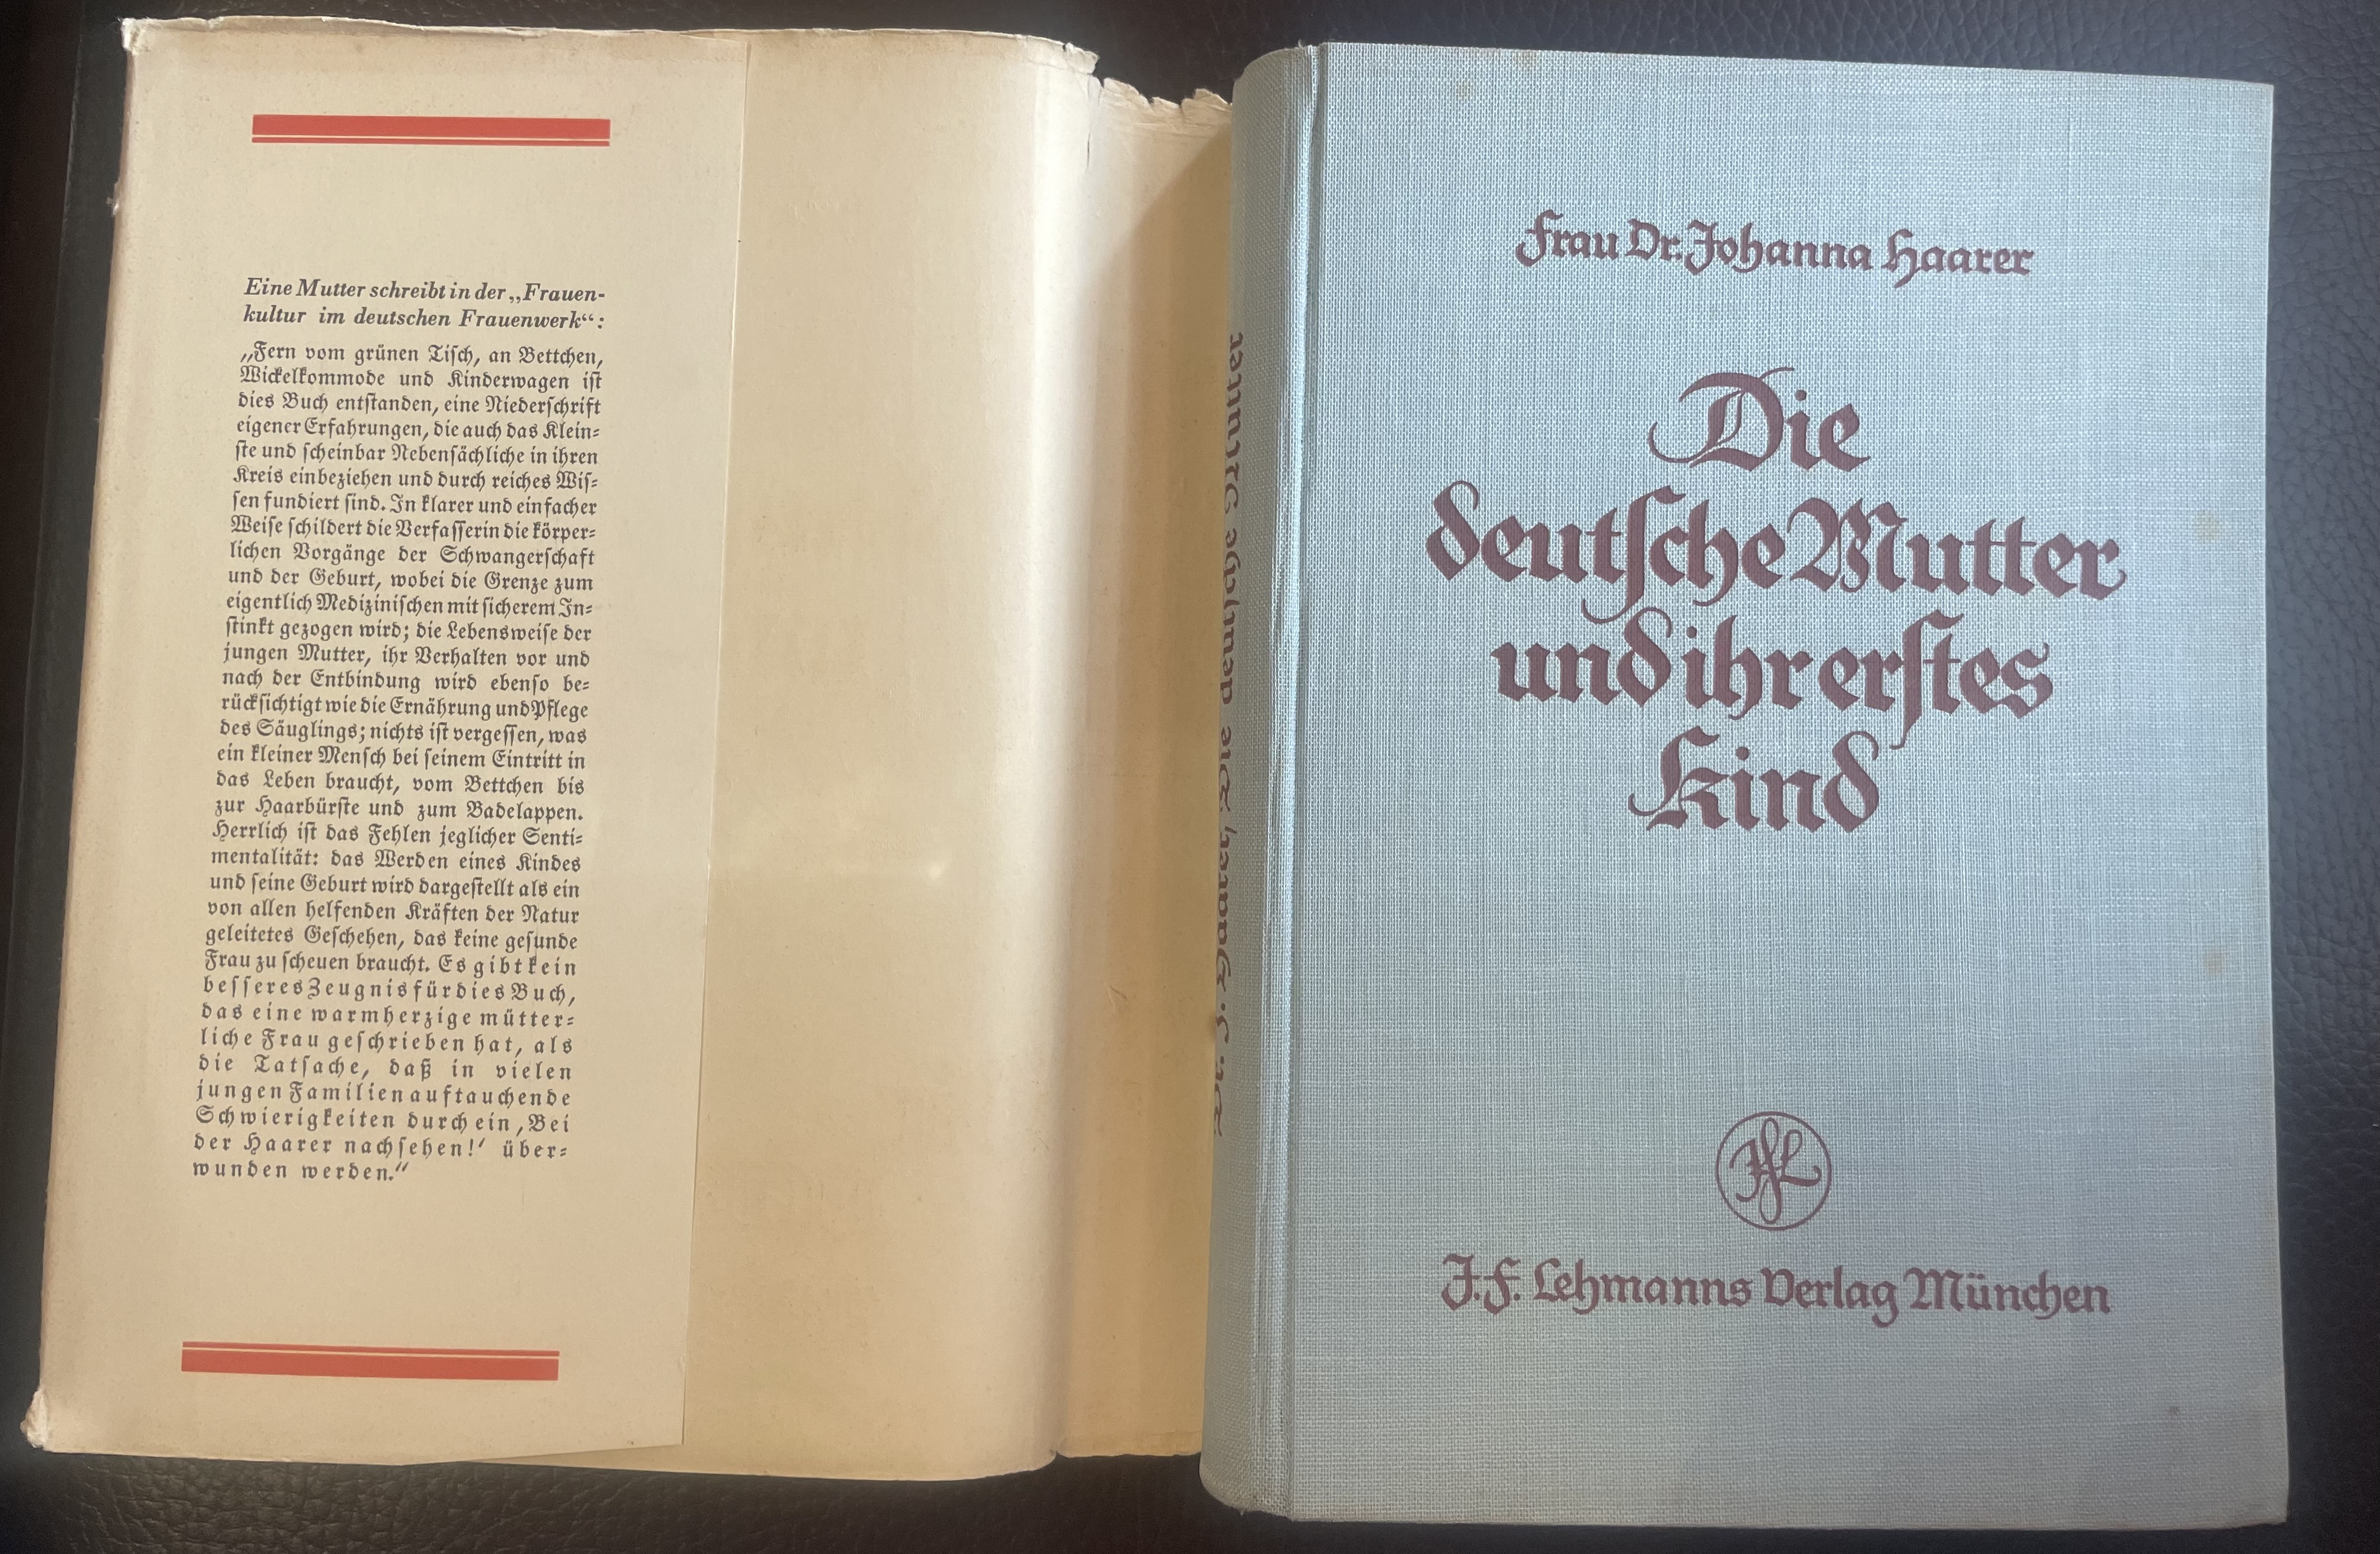 Eine Mutter schreibt in der „Frauen-
kultur im deutschen Frauenwerk“:
„Fern vom grünen Tiſch, an Bettchen,
Wickelkommode und Kinderwagen iſt
dies Buch entſtanden, eine Niederſchrift
eigener Erfahrungen, die auch das Klein⸗
ſte und ſcheinbar Nebenſächliche in ihren
Kreis einbeziehen und durch reiches Wiſ⸗
ſen fundiert ſind. In klarer und einfacher
Weiſe ſchildert die Verfaſſerin die körper⸗
lichen Vorgänge der Schwangerſchaft
und der Geburt, wobei die Grenze zum
eigentlich Mediziniſchen mit ſicherem In⸗
ſtinkt gezogen wird; die Lebensweiſe der
jungen Mutter, ihr Verhalten vor und
nach der Entbindung wird ebenſo be⸗
rückſichtigt wie die Ernährung und Pflege
des Säuglings; nichts iſt vergeſſen, was
ein kleiner Menſch bei ſeinem Eintritt in
das Leben braucht, vom Bettchen bis
zur Haarbürſte und zum Badelappen.
Herrlich iſt das Fehlen jeglicher Senti⸗
mentalität: das Werden eines Kindes
und ſeine Geburt wird dargeſtellt als ein
von allen helfenden Kräften der Natur
geleitetes Geſchehen, das keine geſunde
Frau zu ſcheuen braucht. Es gibt kein
beſſeres Zeugnis für dies Buch,
das eine warmherzige mütter⸗
liche Frau geſchrieben hat, als
die Tatſache, daß in vielen
jungen Familien auftauchende
Schwierigkeiten durch ein ‚Bei
der Haarer nachſehen!‘ über⸗
wunden werden.“
Dr. J. Haarer, Die deutſche Mutter
Frau Dr. Johanna Haarer
Die
deutſche Mutter
und ihr erſtes
Kind
JFL
J. F. Lehmanns Verlag München